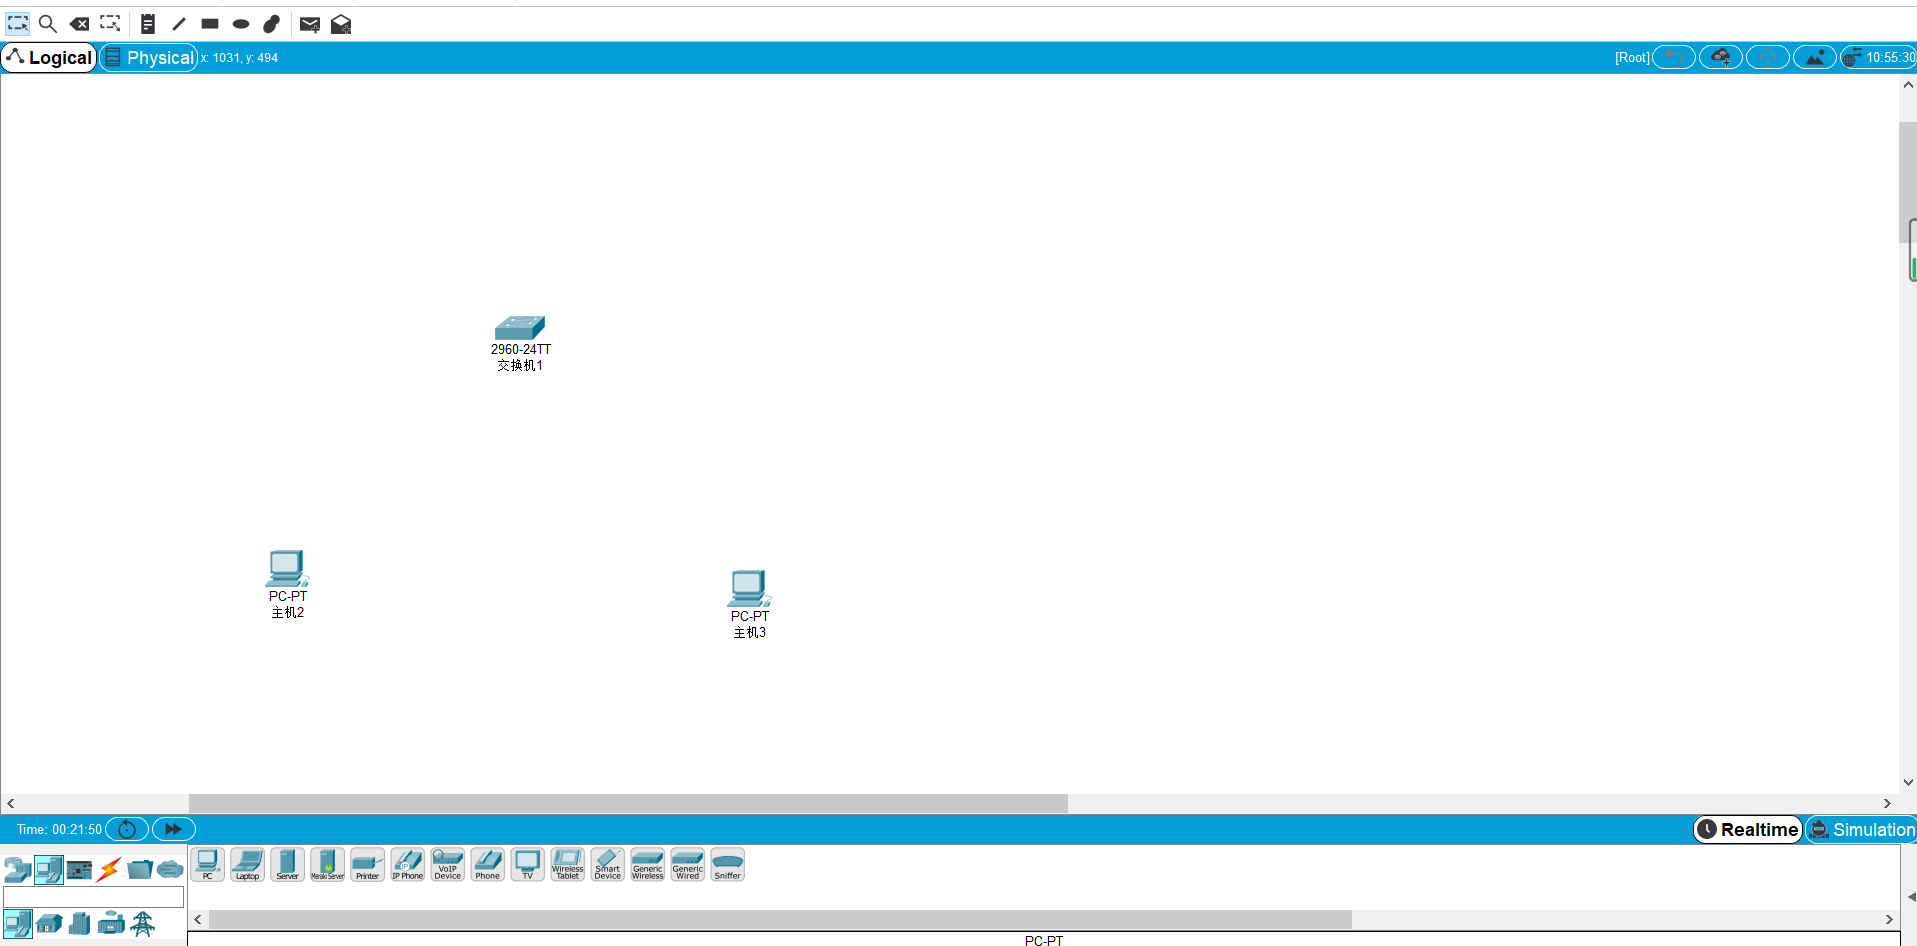 Logical
Physical x: 1031, y: 494
[Root]
10:55:30
2960-24TT
交换机1
PC-PT
主机2
PC-PT
主机3
Time: 00:21:50
Realtime
Simulation
PC
Laptop
Server
Meraki Server
Printer
IP
IP Phone
VoIP
Device
Phone
TV
Wireless
Tablet
Smart
Device
Generic
Wireless
Generic
Wired
Sniffer
PC-PT